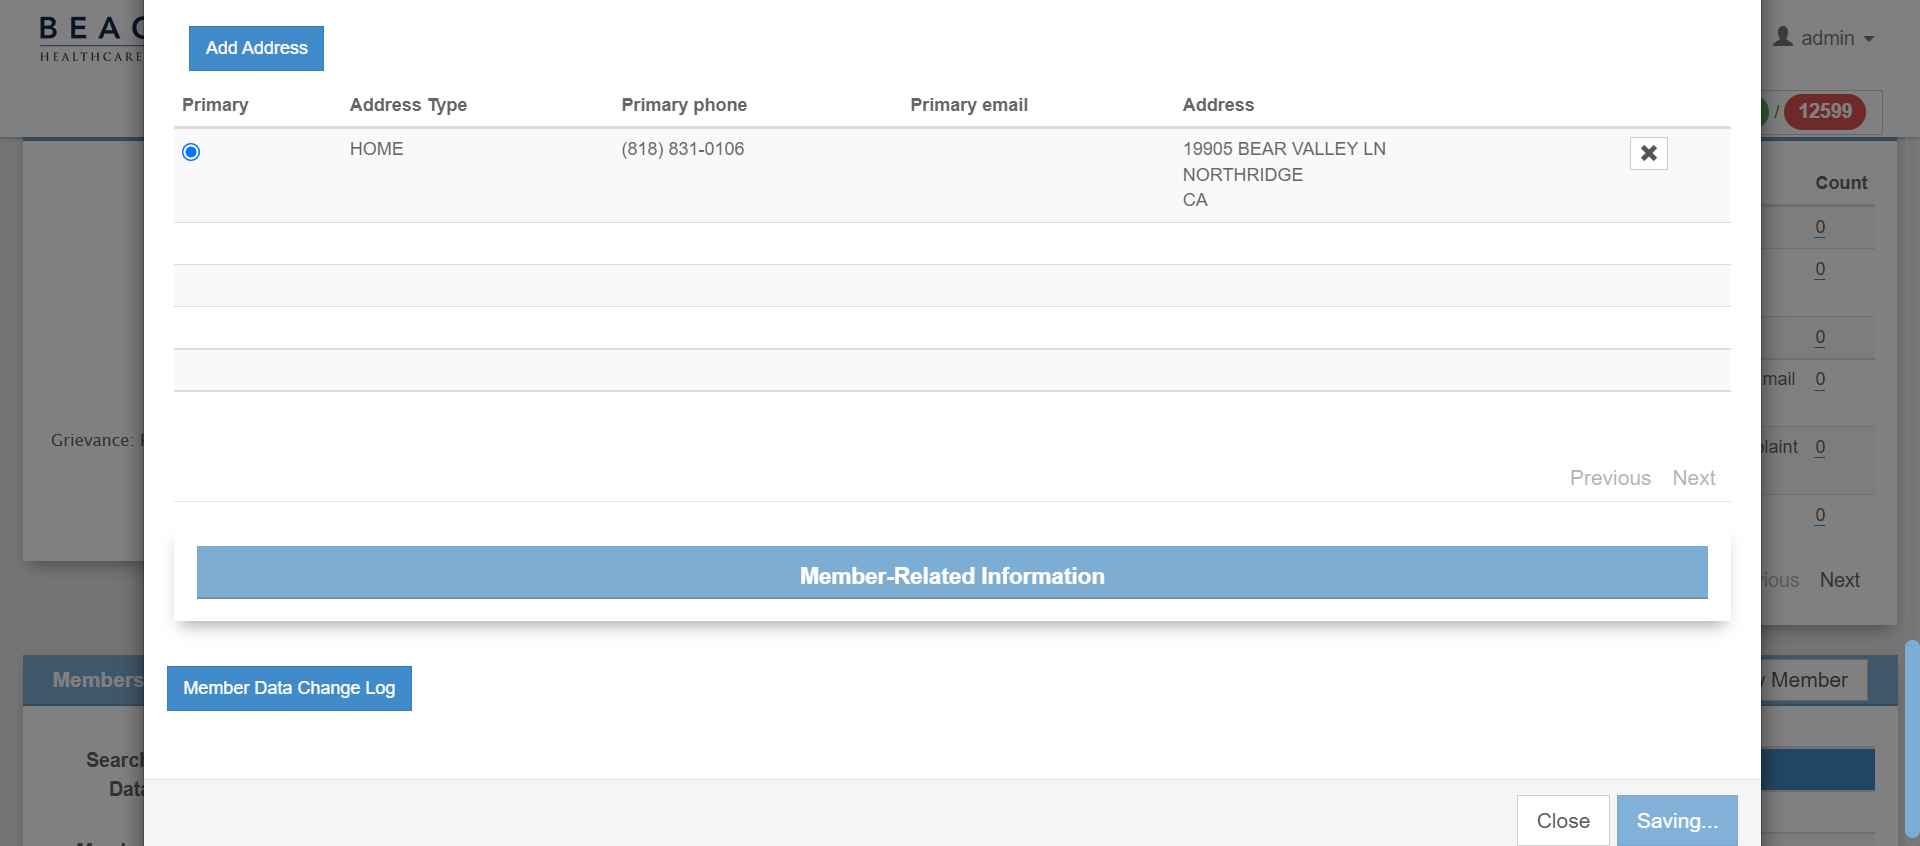 BEAC
HEALTHCARE
admin
/ 12599
Add Address
Primary Address Type Primary phone Primary email Address
HOME (818) 831-0106 19905 BEAR VALLEY LN
NORTHRIDGE
CA
Previous Next
Member-Related Information
Member Data Change Log
Close Saving...
Grievance:
Members
Search
Data
Count
0
0
0
mail 0
laint 0
0
ious Next
Member